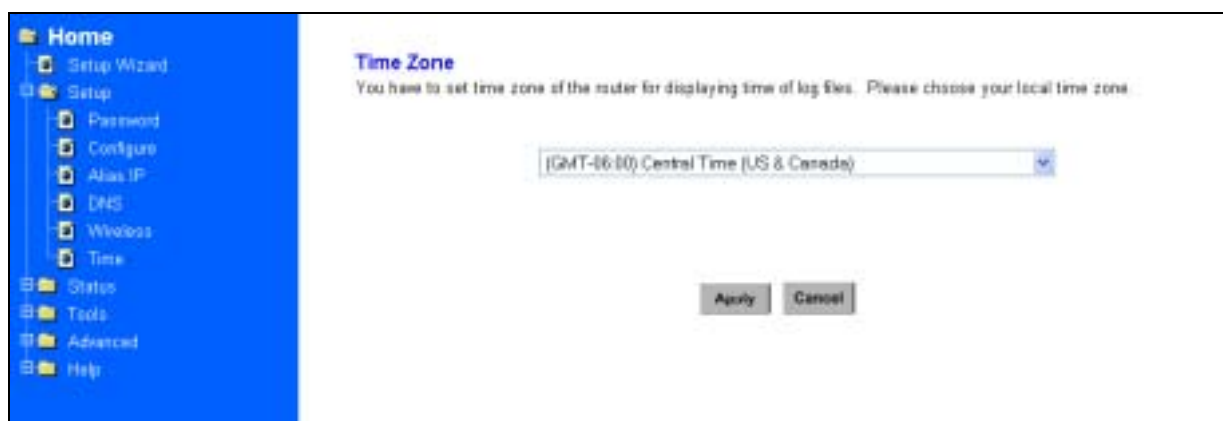 Home
Setup Wizard
Setup
Password
Configure
Alias IP
DNS
Wireless
Time
Status
Tools
Advanced
Help
Time Zone
You have to set time zone of the router for displaying time of log files. Please choose your local time zone.
(GMT-06:00) Central Time (US & Canada)
Apply
Cancel